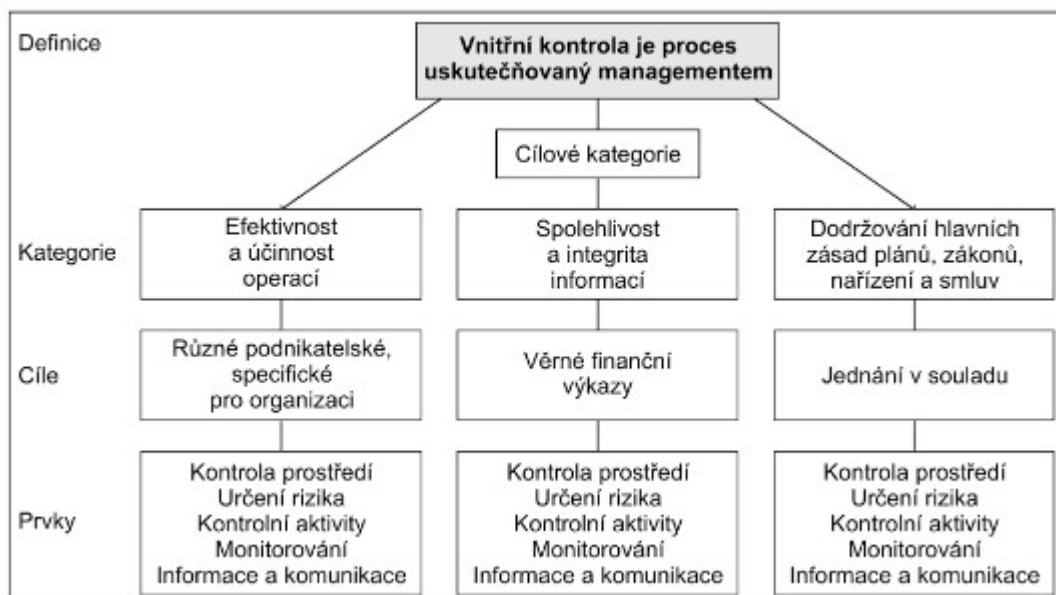 Definice
Vnitřní kontrola je proces
uskutečňovaný managementem
Cílové kategorie
Kategorie
Efektivnost
a účinnost
operací
Spolehlivost
a integrita
informací
Dodržování hlavních
zásad plánů, zákonů,
nařízení a smluv
Cíle
Různé podnikatelské,
specifické
pro organizaci
Věrné finanční
výkazy
Jednání v souladu
Prvky
Kontrola prostředí
Určení rizika
Kontrolní aktivity
Monitorování
Informace a komunikace
Kontrola prostředí
Určení rizika
Kontrolní aktivity
Monitorování
Informace a komunikace
Kontrola prostředí
Určení rizika
Kontrolní aktivity
Monitorování
Informace a komunikace